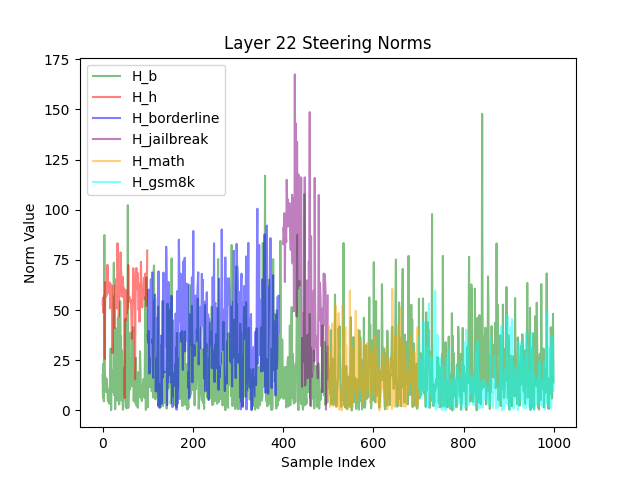 Layer 22 Steering Norms
175
150
125
100
75
50
25
0
Norm Value
H_b
H_h
H_borderline
H_jailbreak
H_math
H_gsm8k
0
200
400
600
800
1000
Sample Index